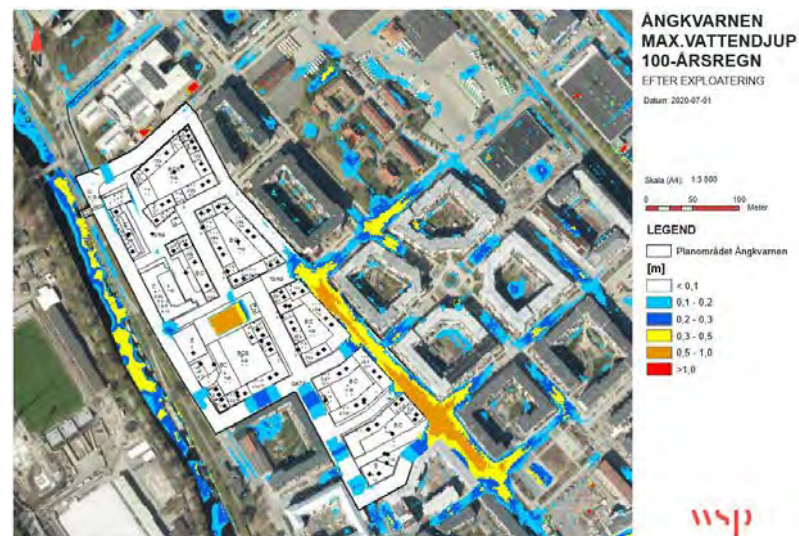 ÅNGKVARNEN
MAX.VATTENDJUP
100-ÅRSREGN
EFTER EXPLOATERING
Datum: 2020-07-01
N
Skala (A4): 1:3 000
0 50 100
Meter
LEGEND
Planområdet Ångkvarnen
[m]
< 0,1
0,1 - 0,2
0,2 - 0,3
0,3 - 0,5
0,5 - 1,0
>1,0
wsp